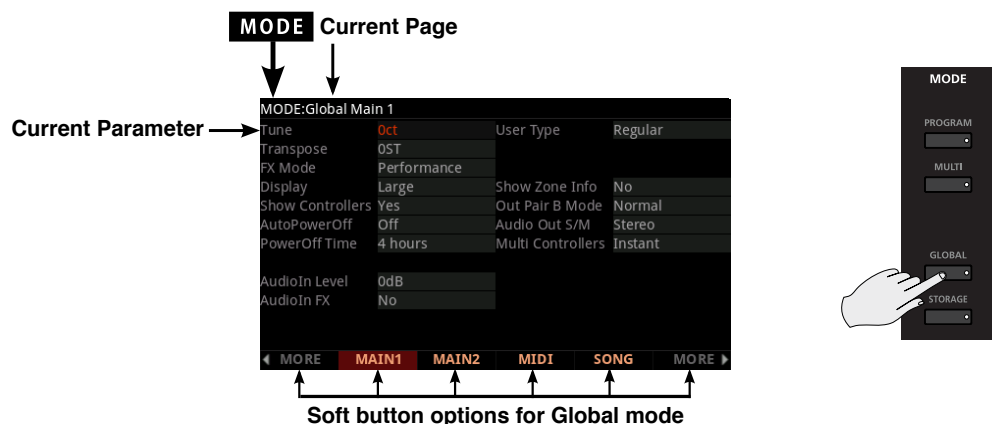 MODE Current Page
MODE:Global Main 1
Current Parameter
Tune 0ct User Type Regular
Transpose 0ST
FX Mode Performance
Display Large Show Zone Info No
Show Controllers Yes Out Pair B Mode Normal
AutoPowerOff Off Audio Out S/M Stereo
PowerOff Time 4 hours Multi Controllers Instant
AudioIn Level 0dB
AudioIn FX No
MORE MAIN1 MAIN2 MIDI SONG MORE
Soft button options for Global mode
MODE
PROGRAM
MULTI
GLOBAL
STORAGE